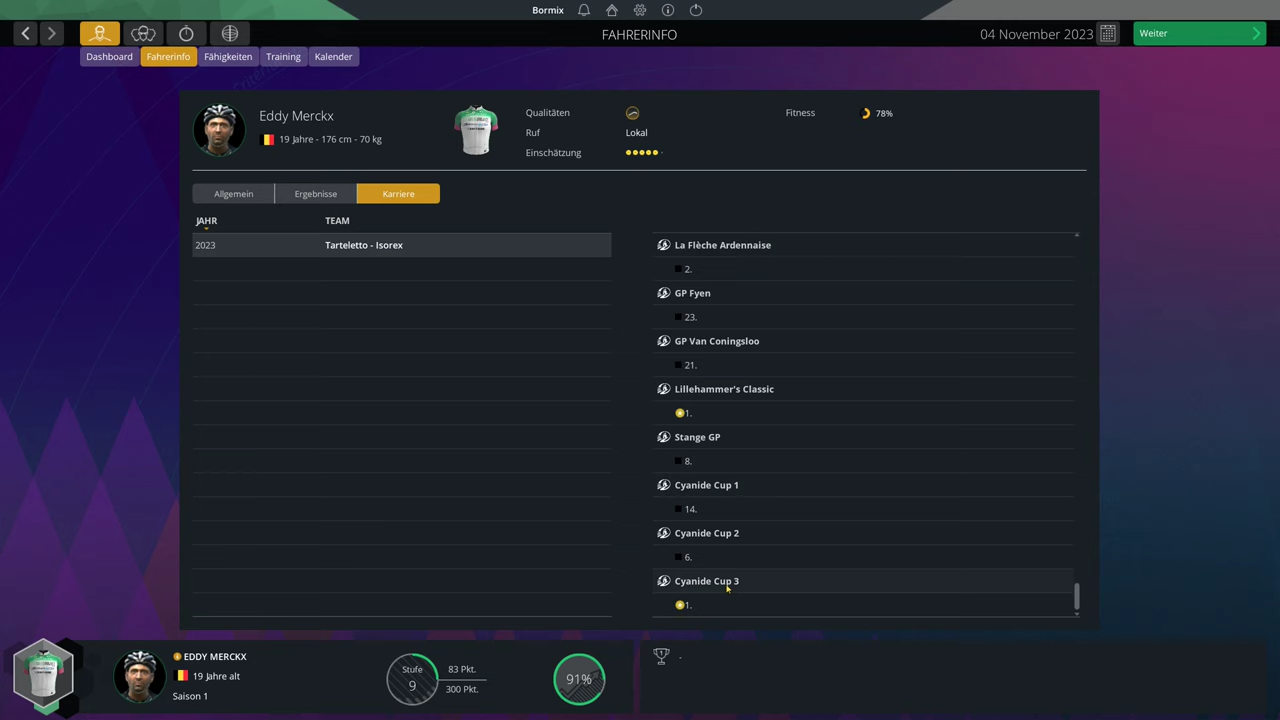 Bormix
FAHRERINFO
04 November 2023
Weiter
Dashboard
Fahrerinfo
Fähigkeiten
Training
Kalender
Eddy Merckx
19 Jahre - 176 cm - 70 kg
Qualitäten
Ruf
Lokal
Einschätzung
Fitness
78%
Allgemein
Ergebnisse
Karriere
JAHR
TEAM
2023
Tarteletto - Isorex
La Flèche Ardennaise
2.
GP Fyen
23.
GP Van Coningsloo
21.
Lillehammer's Classic
1.
Stange GP
8.
Cyanide Cup 1
14.
Cyanide Cup 2
6.
Cyanide Cup 3
1.
EDDY MERCKX
19 Jahre alt
Saison 1
Stufe
9
83 Pkt.
300 Pkt.
91%
-